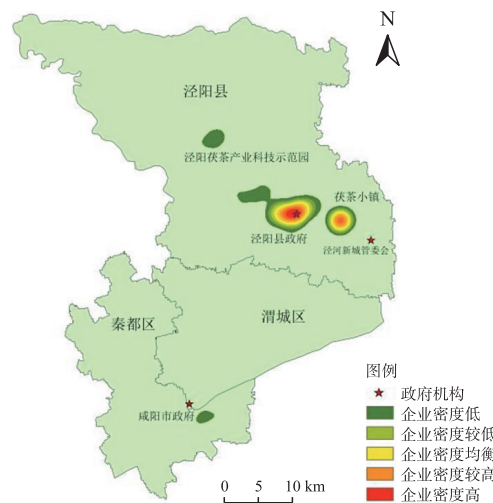 N
泾阳县
泾阳茯茶产业科技示范园
茯茶小镇
泾阳县政府
泾河新城管委会
秦都区
渭城区
咸阳市政府
图例
政府机构
企业密度低
企业密度较低
企业密度均衡
企业密度较高
企业密度高
0 5 10 km